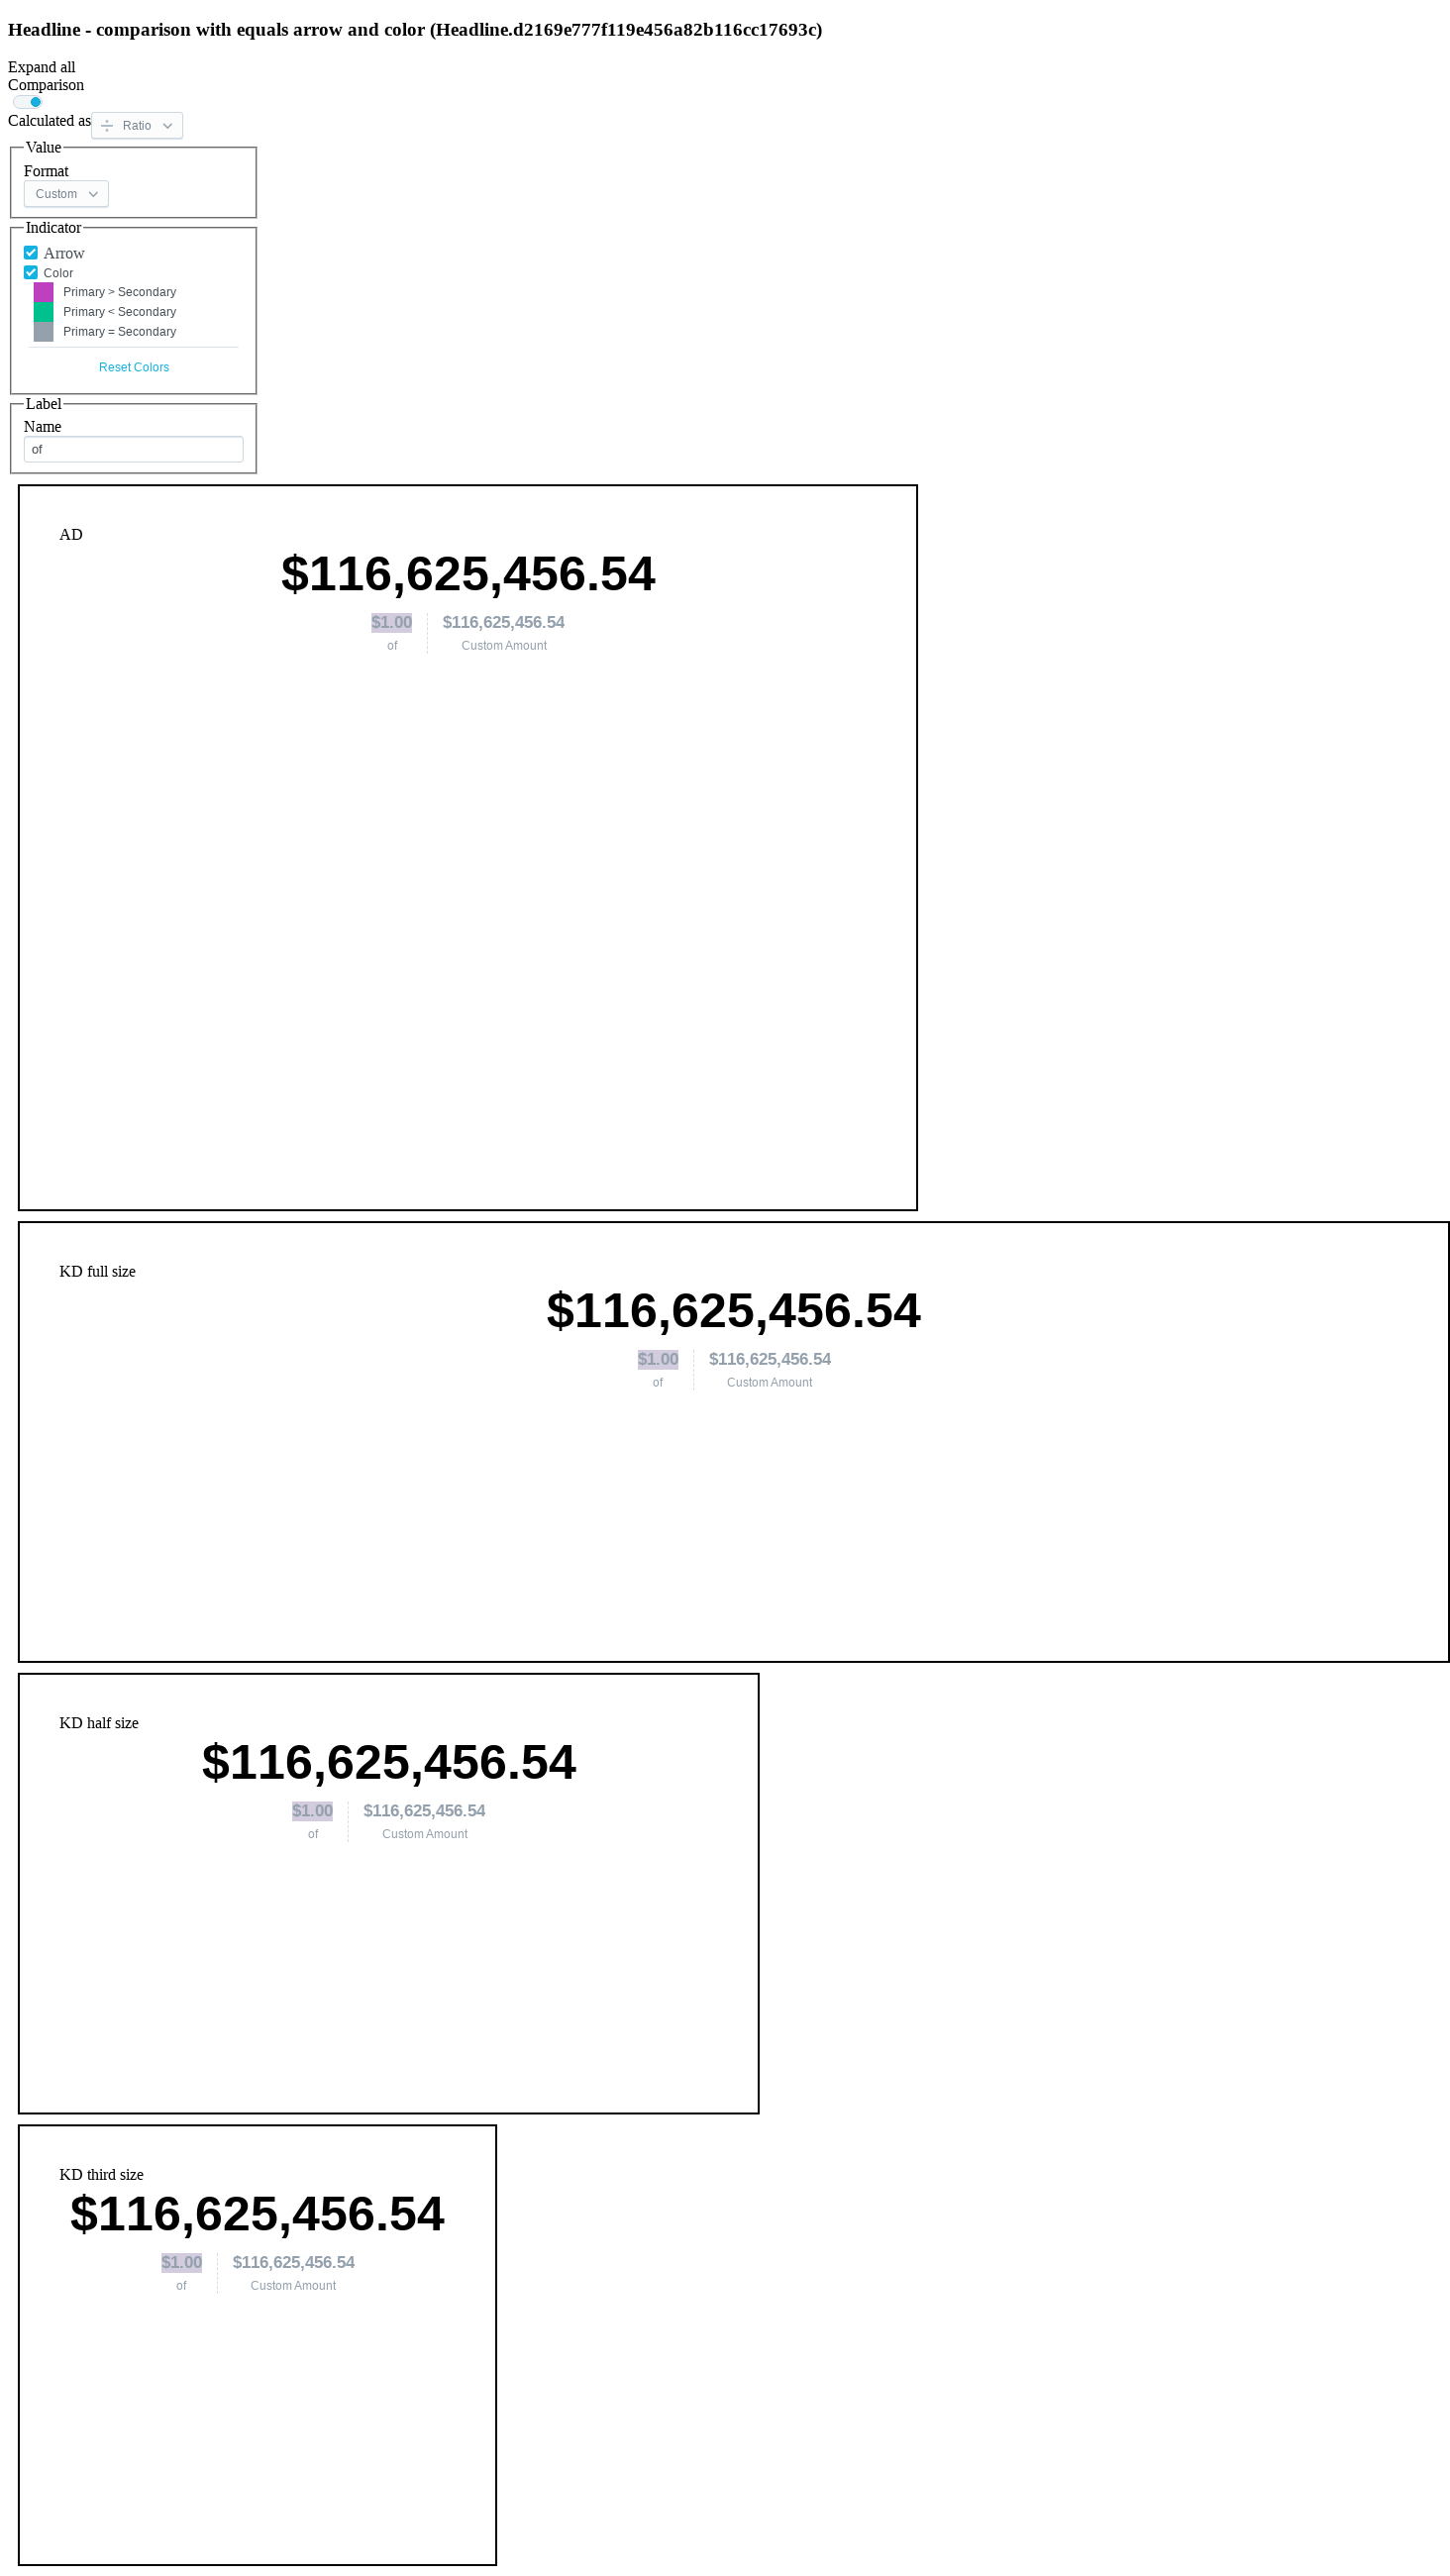 Headline - comparison with equals arrow and color (Headline.d2169e777f119e456a82b116cc17693c)
Expand all
Comparison
Calculated as Ratio
Value
Format
Custom
Indicator
Arrow
Color
Primary > Secondary
Primary < Secondary
Primary = Secondary
Reset Colors
Label
Name
of
AD
$116,625,456.54
$1.00 $116,625,456.54
of Custom Amount
KD full size
$116,625,456.54
$1.00 $116,625,456.54
of Custom Amount
KD half size
$116,625,456.54
$1.00 $116,625,456.54
of Custom Amount
KD third size
$116,625,456.54
$1.00 $116,625,456.54
of Custom Amount